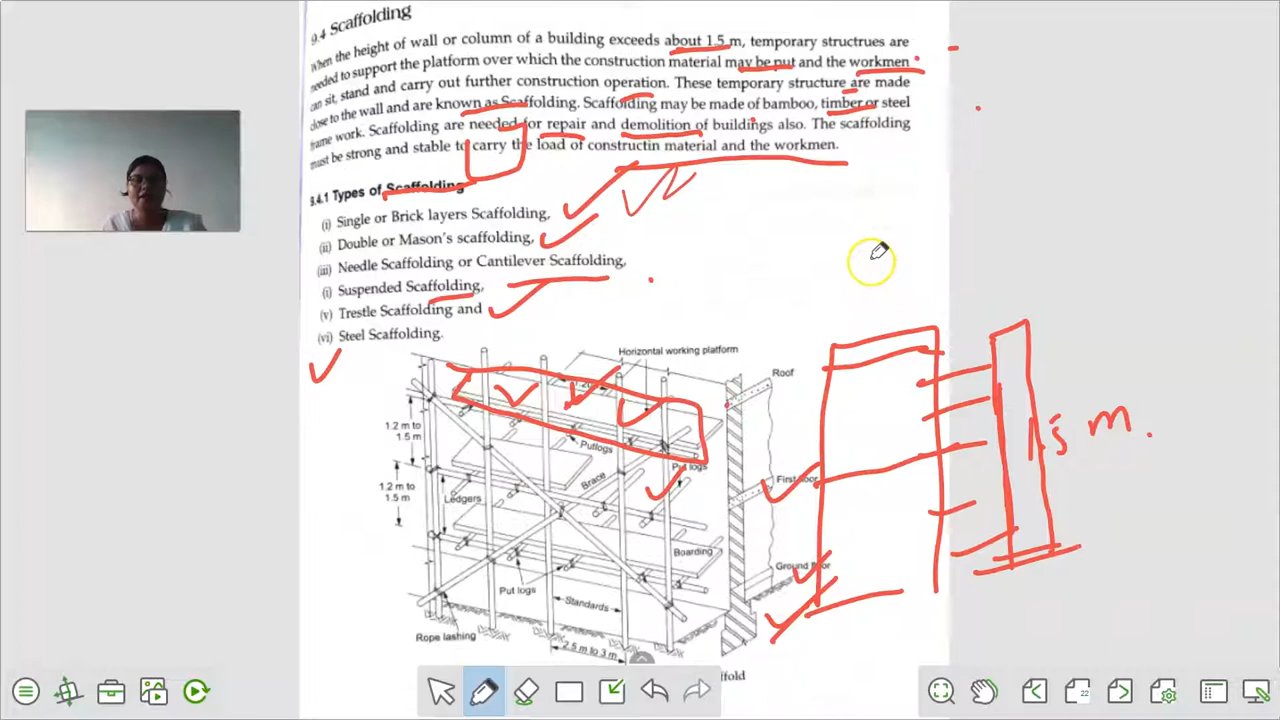 9.4 Scaffolding
When the height of wall or column of a building exceeds about 1.5 m, temporary structrues are
needed to support the platform over which the construction material may be put and the workmen
can sit, stand and carry out further construction operation. These temporary structure are made
close to the wall and are known as Scaffolding. Scaffolding may be made of bamboo, timber or steel
frame work. Scaffolding are needed for repair and demolition of buildings also. The scaffolding
must be strong and stable to carry the load of constructin material and the workmen.
9.4.1 Types of Scaffolding
(i) Single or Brick layers Scaffolding,
(ii) Double or Mason's scaffolding,
(iii) Needle Scaffolding or Cantilever Scaffolding,
(i) Suspended Scaffolding,
(v) Trestle Scaffolding and
(vi) Steel Scaffolding.
Horizontal working platform
Roof
1.2 m to
1.5 m
Putlogs
Put logs
1.2 m to
1.5 m
Ledgers
Brace
First floor
Boarding
Ground floor
Put logs
Standards
Rope lashing
2.5 m to 3 m
1.5 m.
22